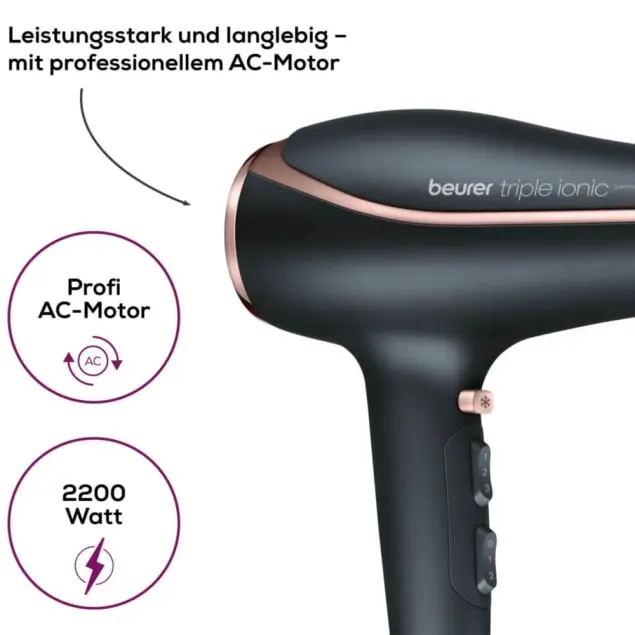 Leistungsstark und langlebig –
mit professionellem AC-Motor
beurer triple ionic
Profi
AC-Motor
AC
1
2
3
2200
Watt
0
1
2